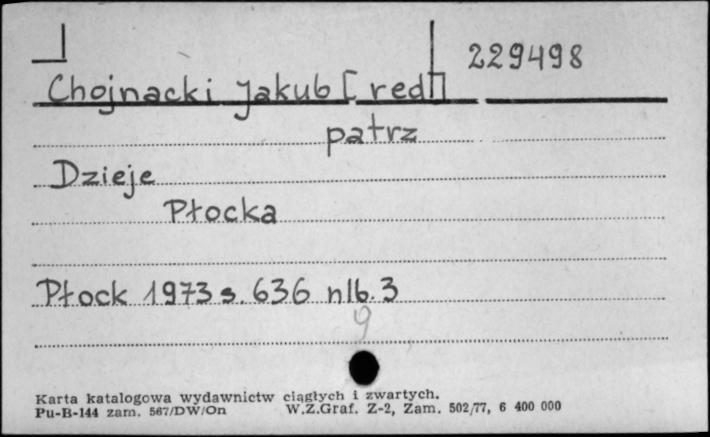 229498
Chojnacki Jakub [red]
patrz
Dzieje
Płocka
Płock 1973 s. 636 nlb. 3
9
Karta katalogowa wydawnictw ciągłych i zwartych.
Pu-B-144 zam. 567/DW/On W.Z.Graf. Z-2, Zam. 502/77, 6 400 000